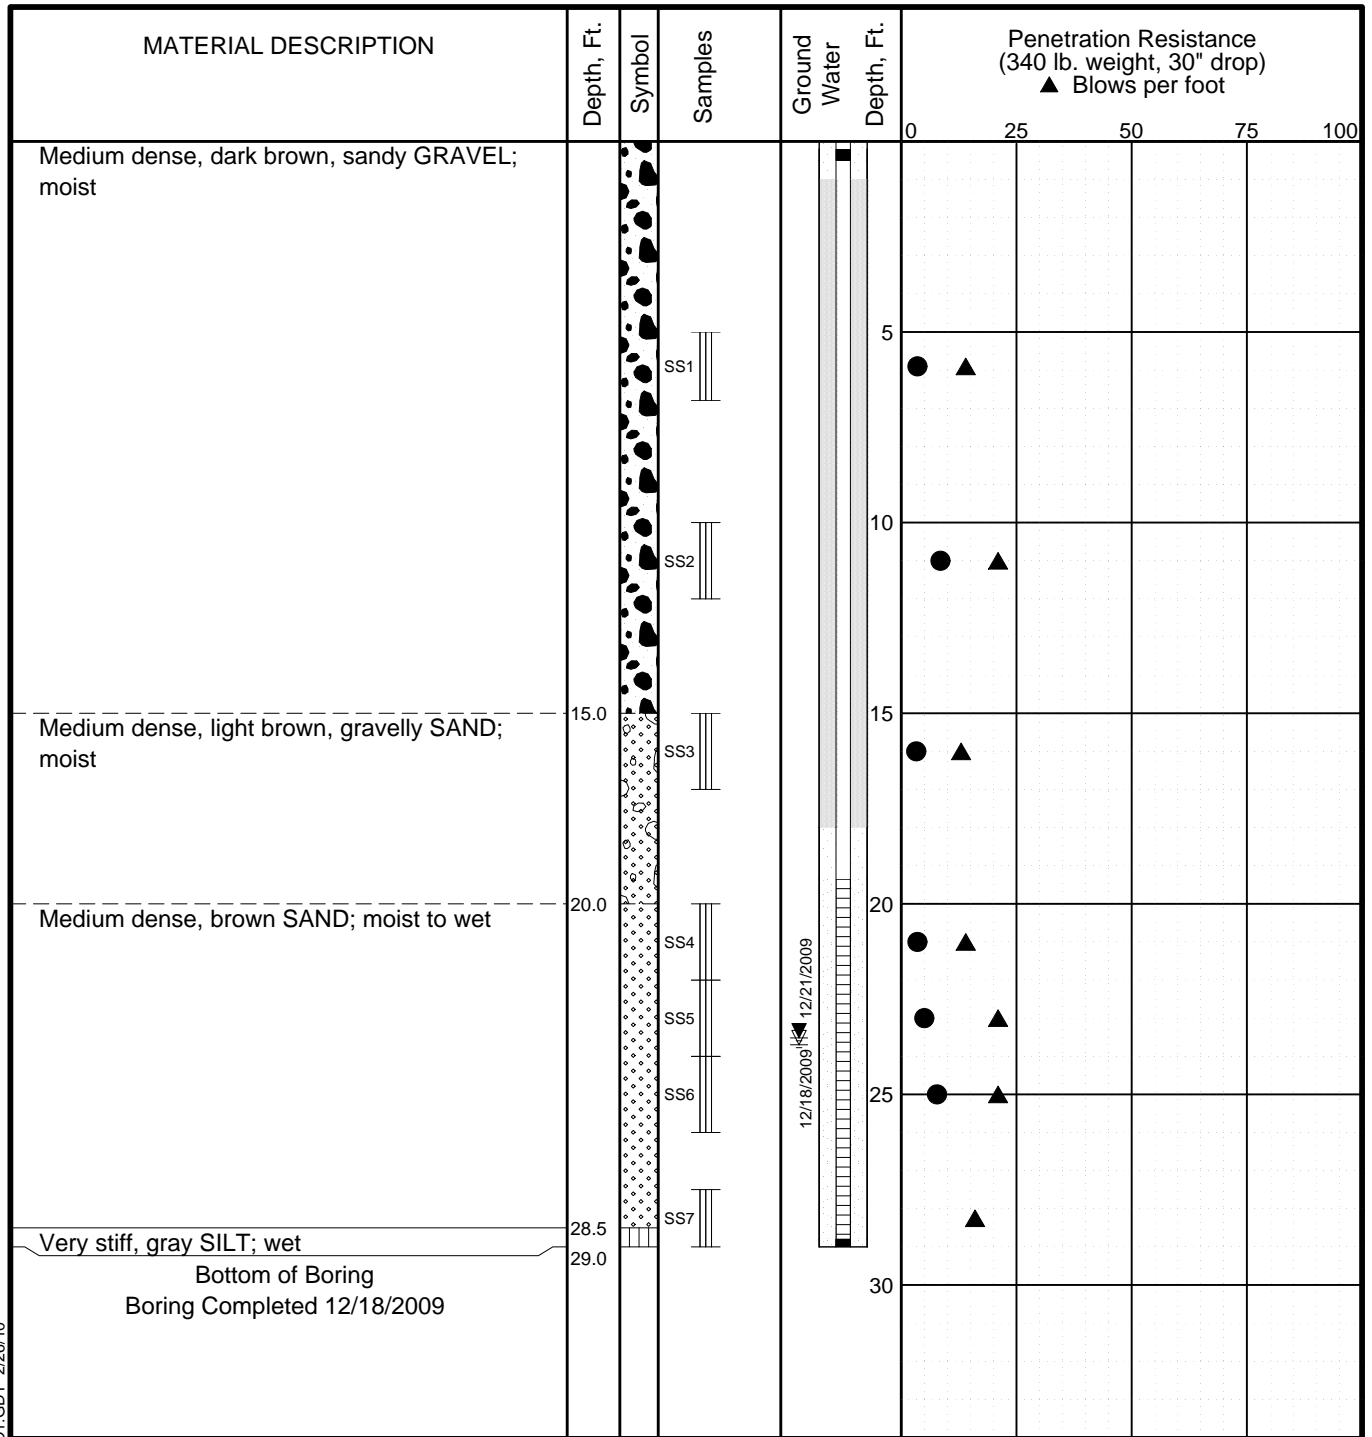 MATERIAL DESCRIPTION
Depth, Ft.
Symbol
Samples
Ground
Water
Depth, Ft.
Penetration Resistance
(340 lb. weight, 30" drop)
▲ Blows per foot
0 25 50 75 100
Medium dense, dark brown, sandy GRAVEL;
moist
5
SS1
10
SS2
15.0
15
Medium dense, light brown, gravelly SAND;
moist
SS3
20.0
20
Medium dense, brown SAND; moist to wet
SS4
12/21/2009
SS5
12/18/2009
25
SS6
SS7
28.5
Very stiff, gray SILT; wet
29.0
Bottom of Boring
30
Boring Completed 12/18/2009